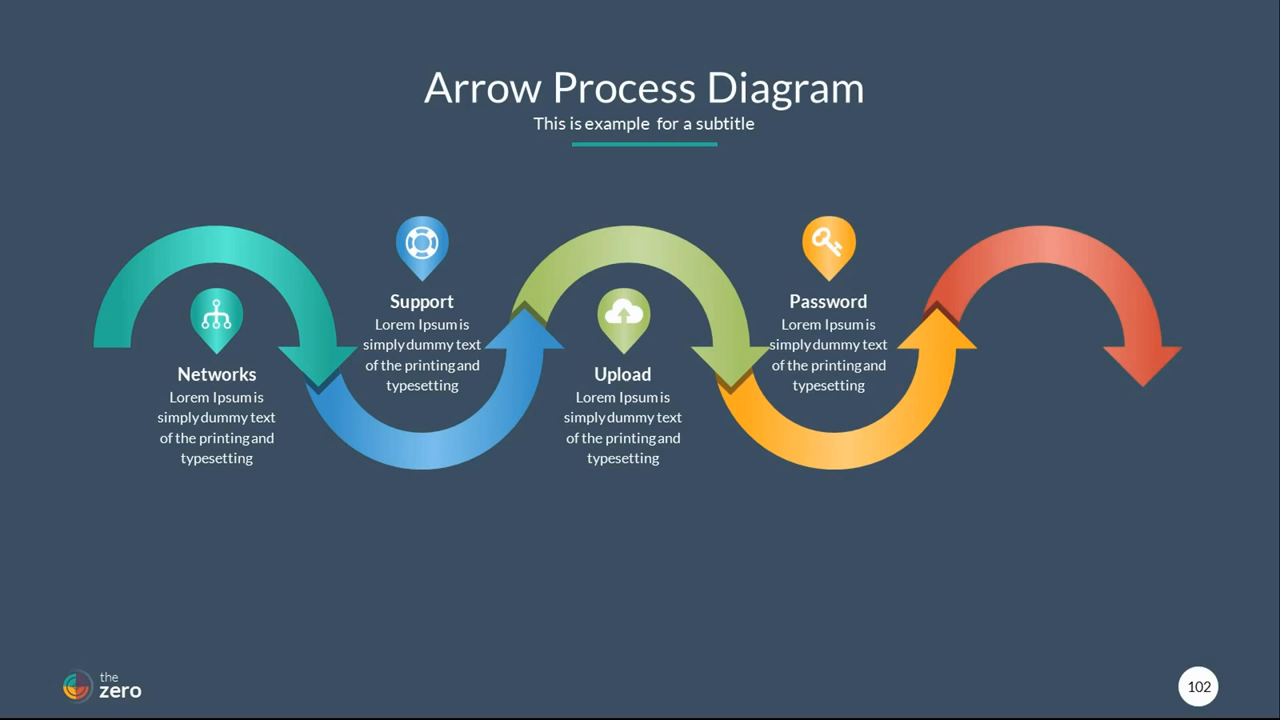 Arrow Process Diagram
This is example for a subtitle
Networks
Lorem Ipsum is
simply dummy text
of the printing and
typesetting
Support
Lorem Ipsum is
simply dummy text
of the printing and
typesetting
Upload
Lorem Ipsum is
simply dummy text
of the printing and
typesetting
Password
Lorem Ipsum is
simply dummy text
of the printing and
typesetting
the
zero
102